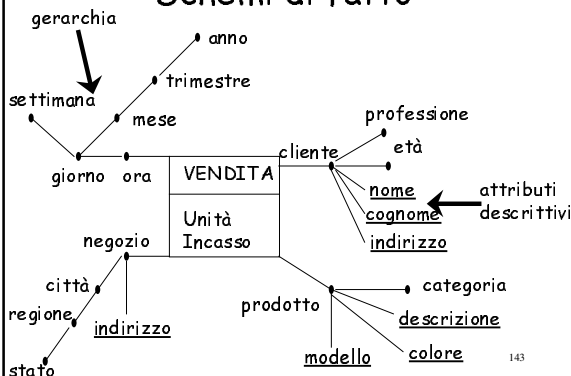 Schemi di fatto
gerarchia
anno
trimestre
settimana
mese
professione
cliente
età
giorno
ora
VENDITA
nome
attributi
cognome
descrittivi
Unità
Incasso
negozio
indirizzo
città
categoria
prodotto
regione
indirizzo
descrizione
modello
colore
143
stato